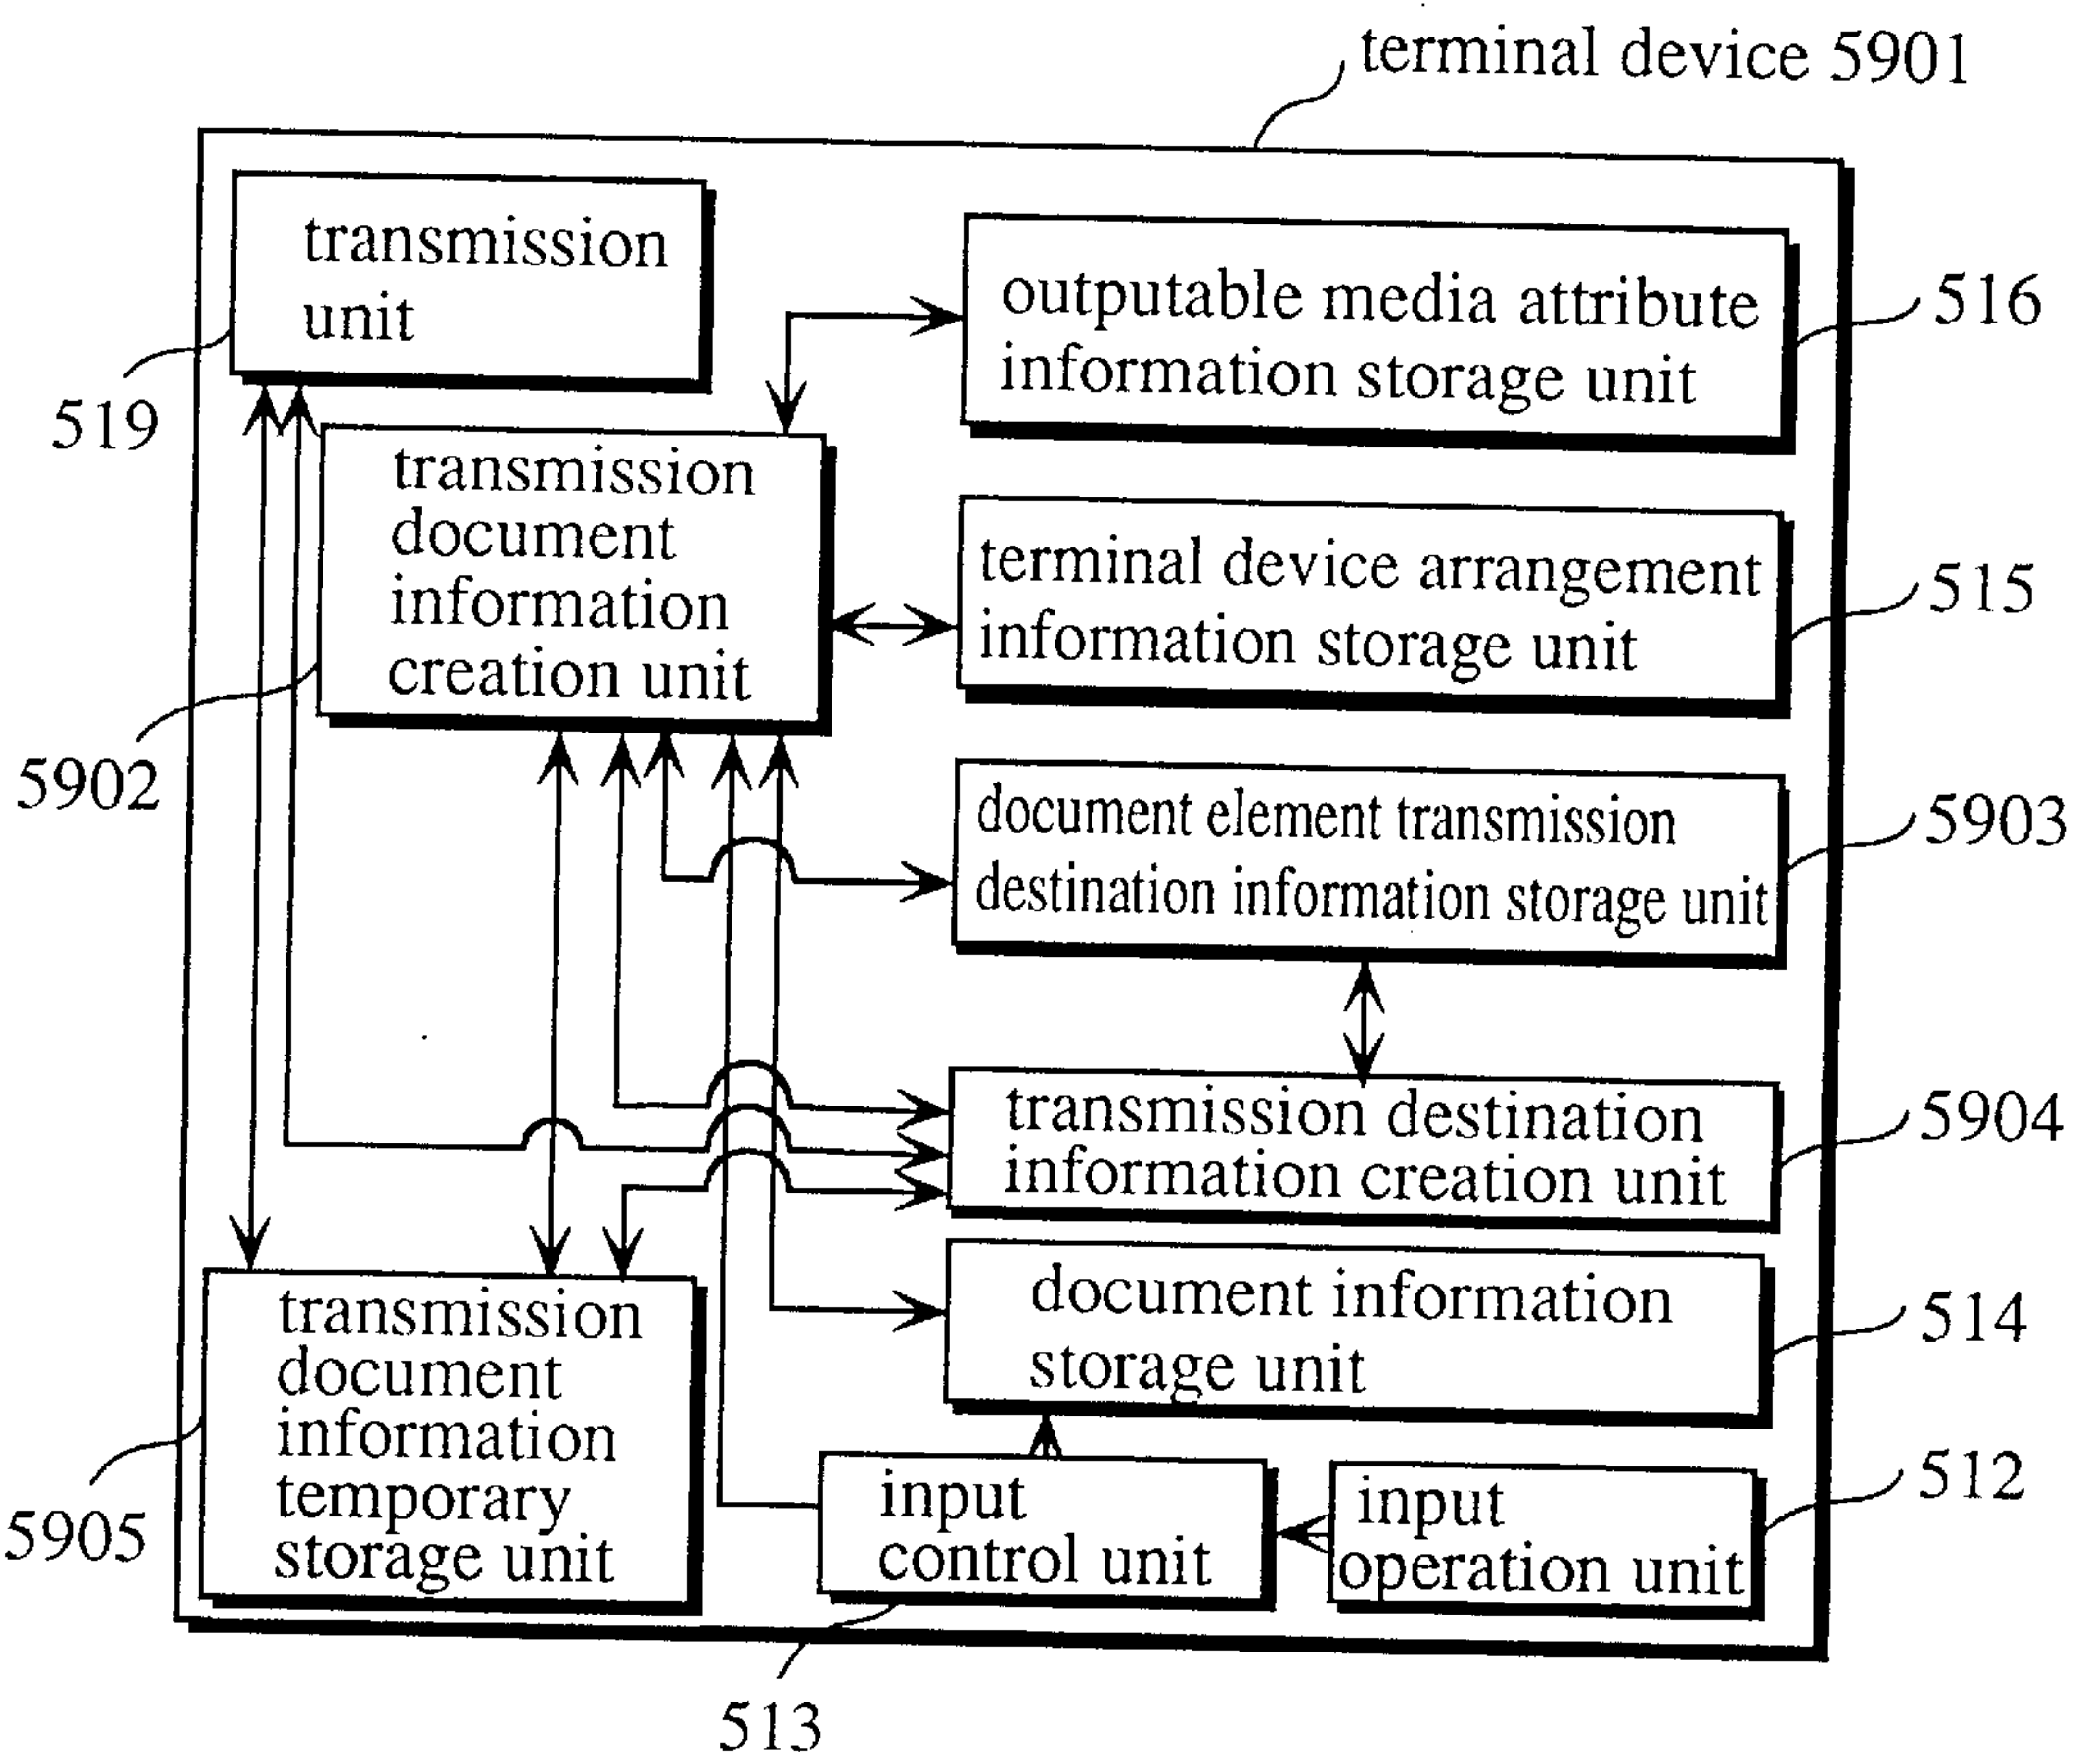 terminal device 5901
transmission
unit
519
outputable media attribute
information storage unit
516
transmission
document
information
creation unit
5902
terminal device arrangement
information storage unit
515
document element transmission
destination information storage unit
5903
transmission destination
information creation unit
5904
document information
storage unit
514
transmission
document
information
temporary
storage unit
5905
input
control unit
513
input
operation unit
512